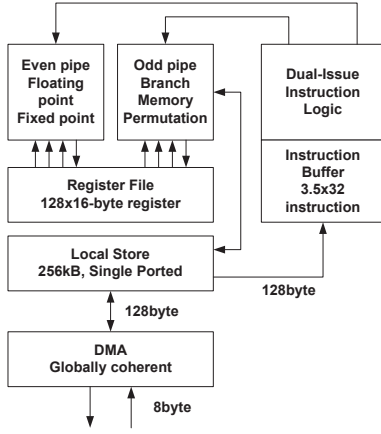 Even pipe
Floating
point
Fixed point
Odd pipe
Branch
Memory
Permutation
Dual-Issue
Instruction
Logic
Instruction
Buffer
3.5x32
instruction
Register File
128x16-byte register
Local Store
256kB, Single Ported
128byte
128byte
DMA
Globally coherent
8byte